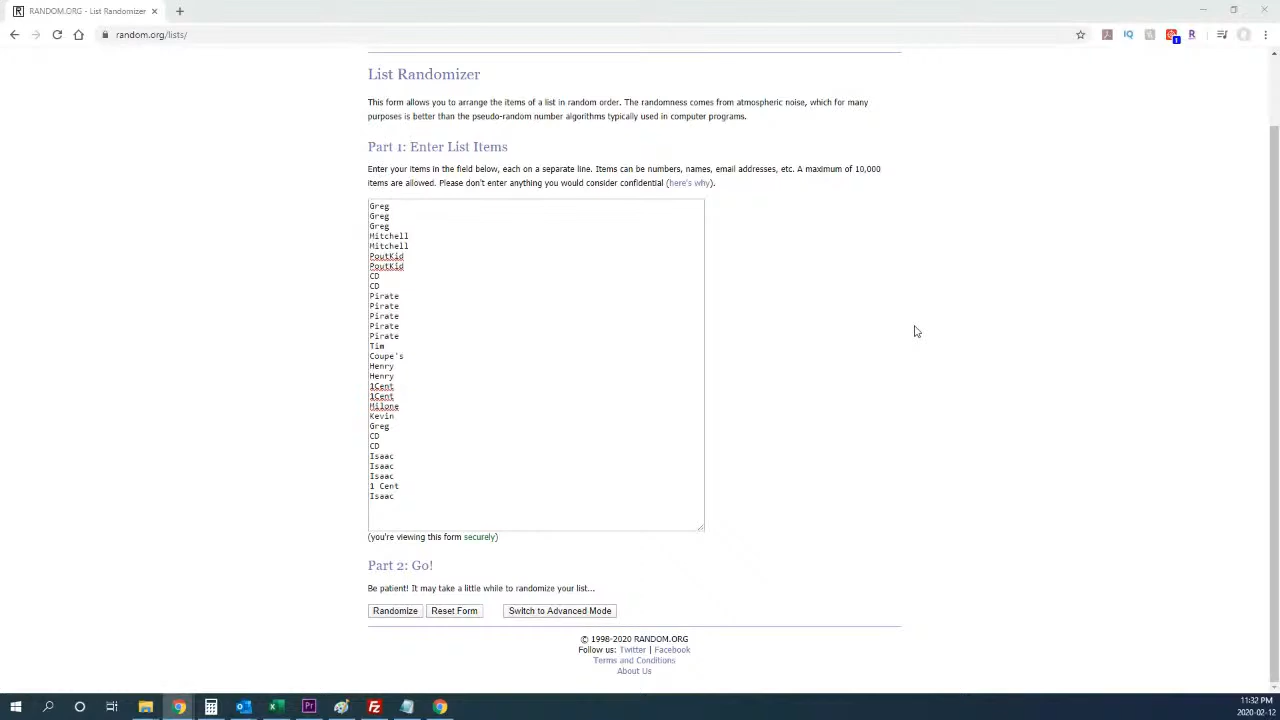 RANDOM.ORG - List Randomizer
random.org/lists/
List Randomizer
This form allows you to arrange the items of a list in random order. The randomness comes from atmospheric noise, which for many
purposes is better than the pseudo-random number algorithms typically used in computer programs.
Part 1: Enter List Items
Enter your items in the field below, each on a separate line. Items can be numbers, names, email addresses, etc. A maximum of 10,000
items are allowed. Please don't enter anything you would consider confidential (here's why).
Greg
Greg
Greg
Mitchell
Mitchell
PoutKid
PoutKid
CD
CD
Pirate
Pirate
Pirate
Pirate
Pirate
Tim
Coupe's
Henry
Henry
1Cent
1Cent
Milone
Kevin
Greg
CD
CD
Isaac
Isaac
Isaac
1 Cent
Isaac
(you're viewing this form securely)
Part 2: Go!
Be patient! It may take a little while to randomize your list...
Randomize Reset Form Switch to Advanced Mode
© 1998-2020 RANDOM.ORG
Follow us: Twitter | Facebook
Terms and Conditions
About Us
11:32 PM
2020-02-12